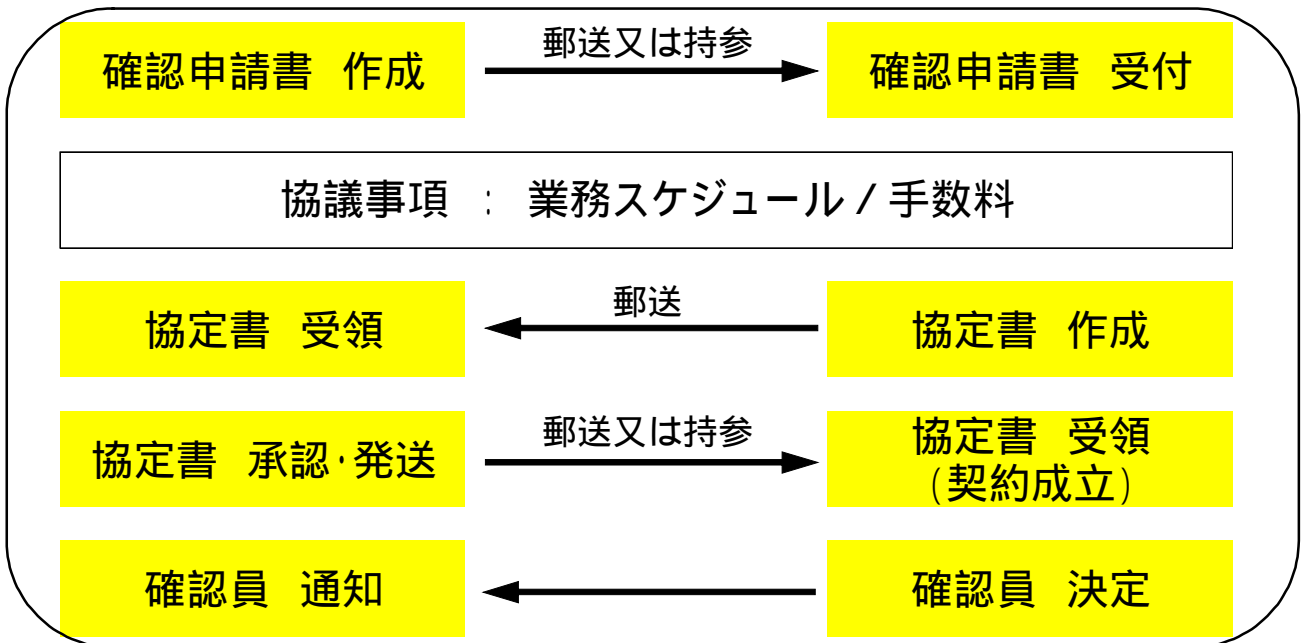 確認申請書 作成
郵送又は持参
確認申請書 受付
協議事項 : 業務スケジュール / 手数料
協定書 受領
郵送
協定書 作成
協定書 承認・発送
郵送又は持参
協定書 受領
(契約成立)
確認員 通知
確認員 決定